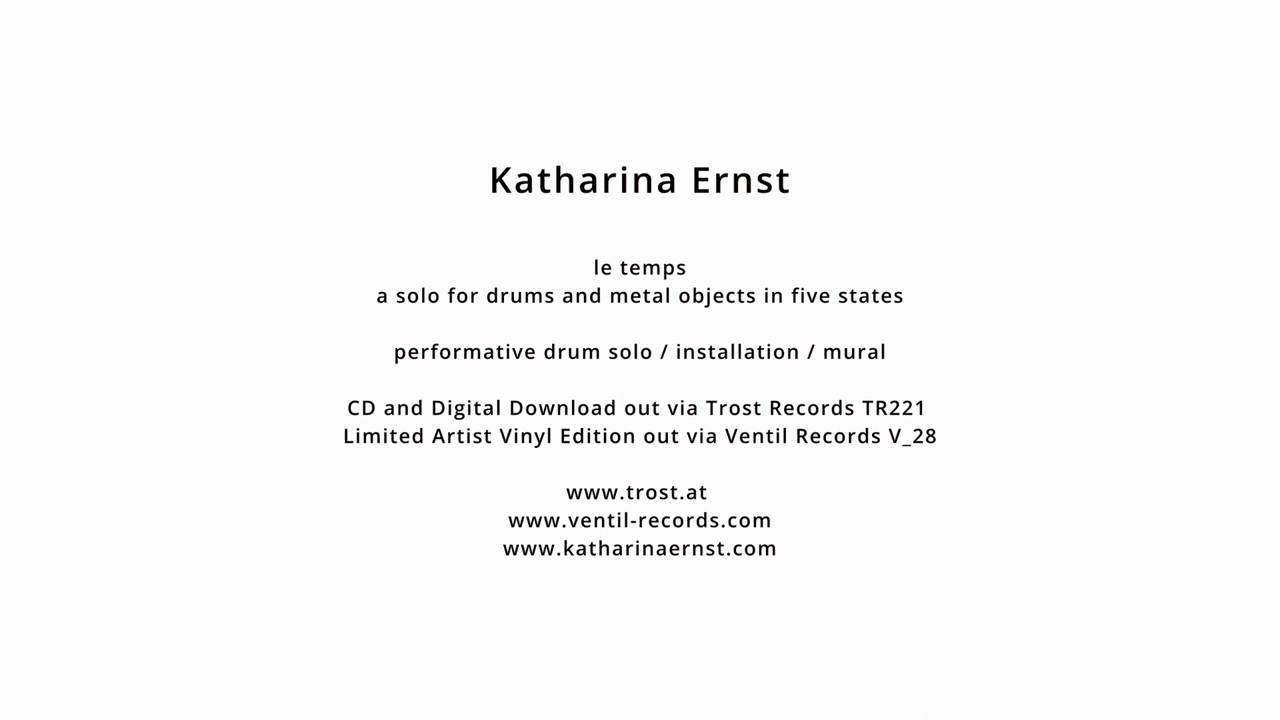 Katharina Ernst
le temps
a solo for drums and metal objects in five states
performative drum solo / installation / mural
CD and Digital Download out via Trost Records TR221
Limited Artist Vinyl Edition out via Ventil Records V_28
www.trost.at
www.ventil-records.com
www.katharinaernst.com